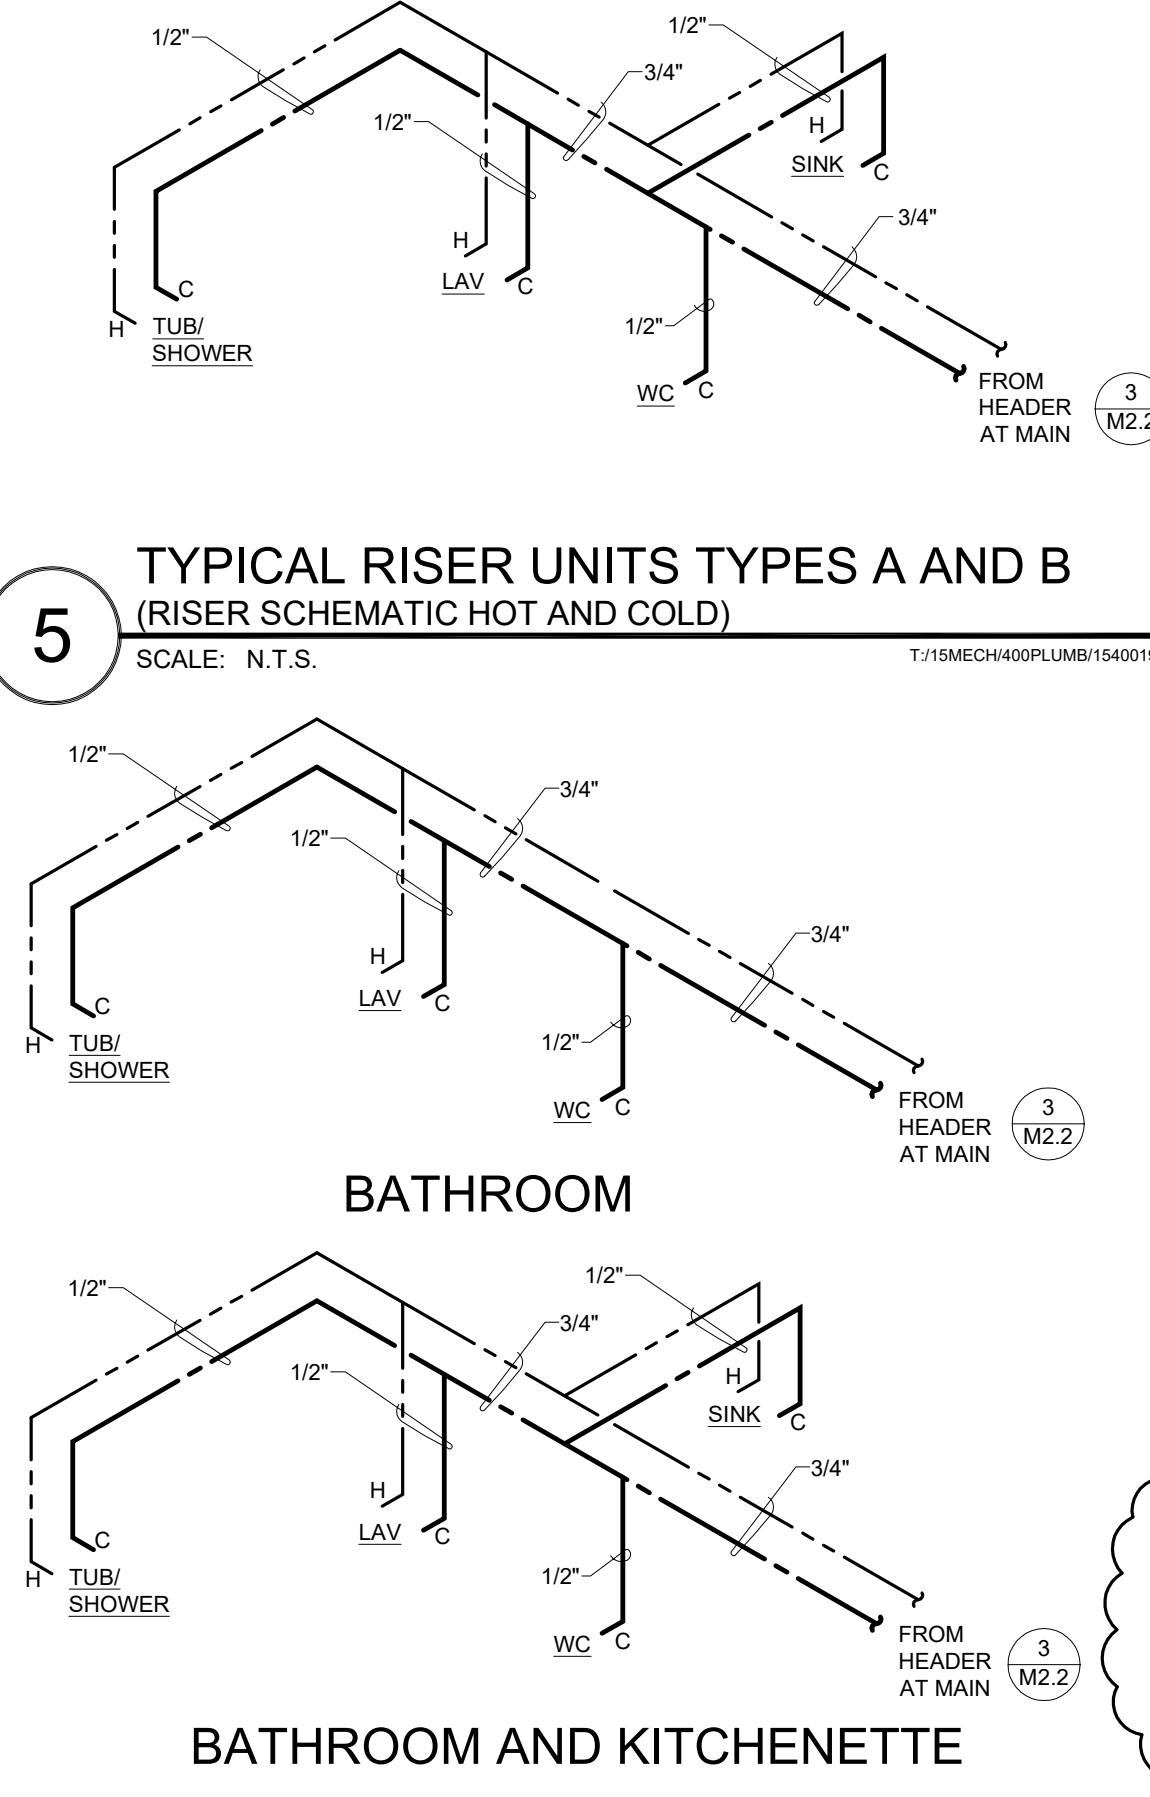 1/2"
1/2"
3/4"
1/2"
H
SINK
C
3/4"
H
LAV
C
C
H
TUB/
SHOWER
1/2"
WC
C
FROM
HEADER
AT MAIN
3
M2.2
5
TYPICAL RISER UNITS TYPES A AND B
(RISER SCHEMATIC HOT AND COLD)
SCALE: N.T.S.
T:/15MECH/400PLUMB/1540019
1/2"
3/4"
1/2"
3/4"
H
LAV
C
C
H
TUB/
SHOWER
1/2"
WC
C
FROM
HEADER
AT MAIN
3
M2.2
BATHROOM
1/2"
1/2"
3/4"
1/2"
H
SINK
C
3/4"
H
LAV
C
C
H
TUB/
SHOWER
1/2"
WC
C
FROM
HEADER
AT MAIN
3
M2.2
BATHROOM AND KITCHENETTE